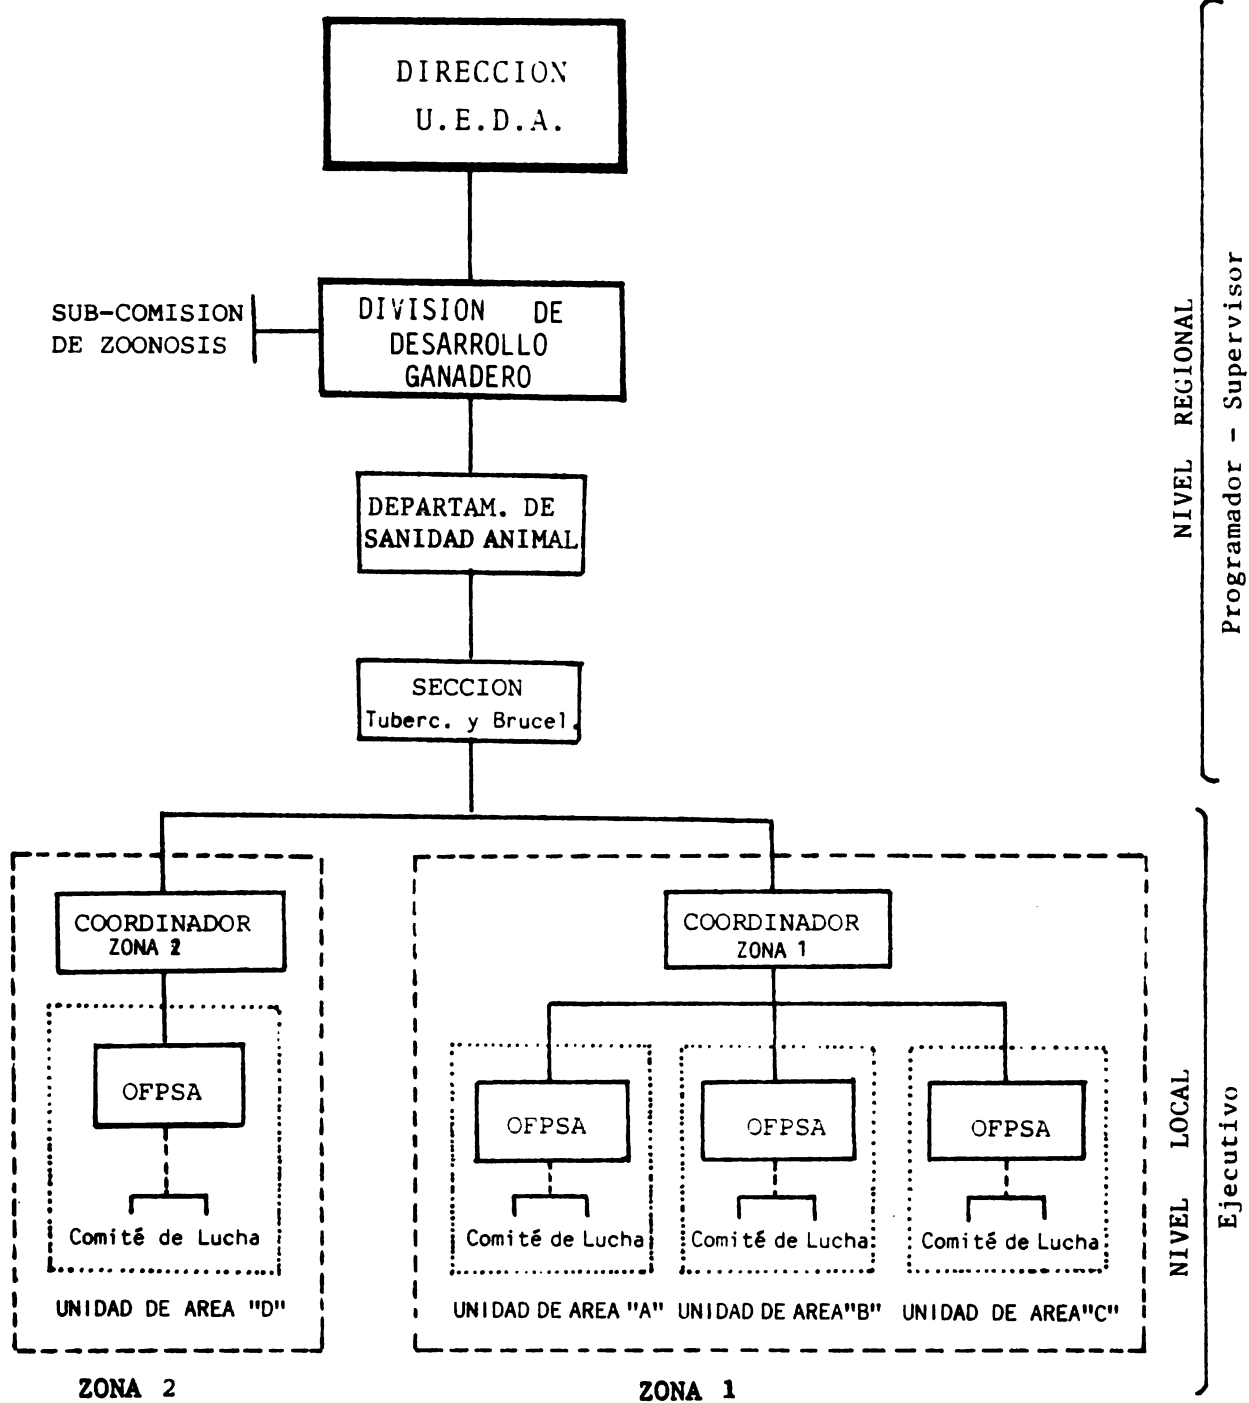 DIRECCION
U.E.D.A.
SUB-COMISION
DE ZOONOSIS
DIVISION DE
DESARROLLO
GANADERO
DEPARTAM. DE
SANIDAD ANIMAL
SECCION
Tuberc. y Brucel.
NIVEL REGIONAL
Programador - Supervisor
COORDINADOR
ZONA 2
OFPSA
Comité de Lucha
UNIDAD DE AREA "D"
ZONA 2
COORDINADOR
ZONA 1
OFPSA
Comité de Lucha
UNIDAD DE AREA "A"
OFPSA
Comité de Lucha
UNIDAD DE AREA"B"
OFPSA
Comité de Lucha
UNIDAD DE AREA"C"
ZONA 1
NIVEL LOCAL
Ejecutivo